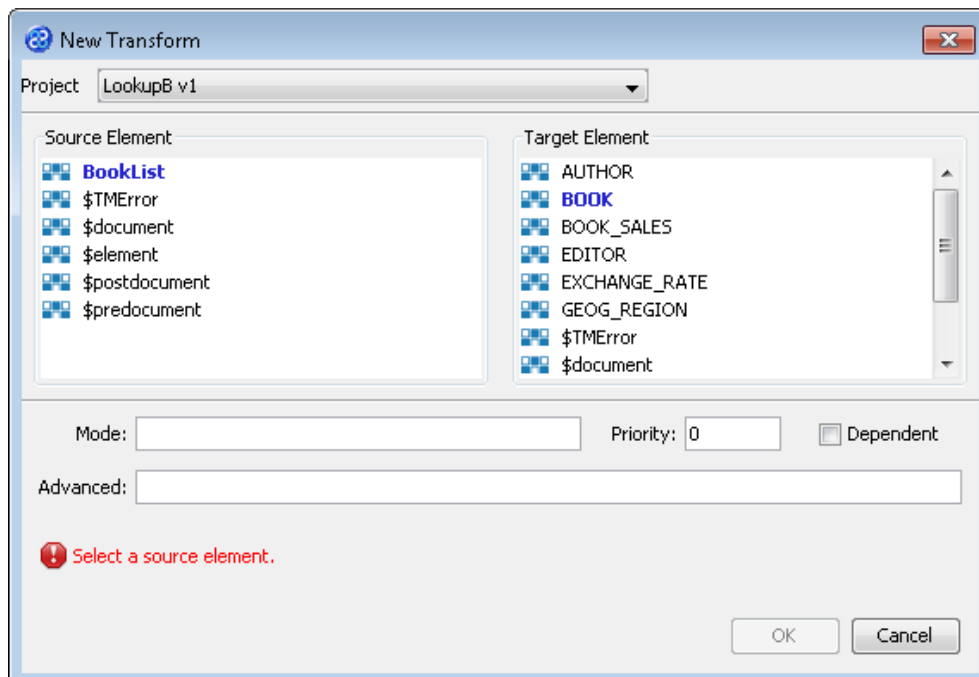 New Transform
Project LookupB v1
Source Element
BookList
$TMError
$document
$element
$postdocument
$predocument
Target Element
AUTHOR
BOOK
BOOK_SALES
EDITOR
EXCHANGE_RATE
GEOG_REGION
$TMError
$document
Mode: Priority: 0 Dependent
Advanced:
Select a source element.
OK Cancel